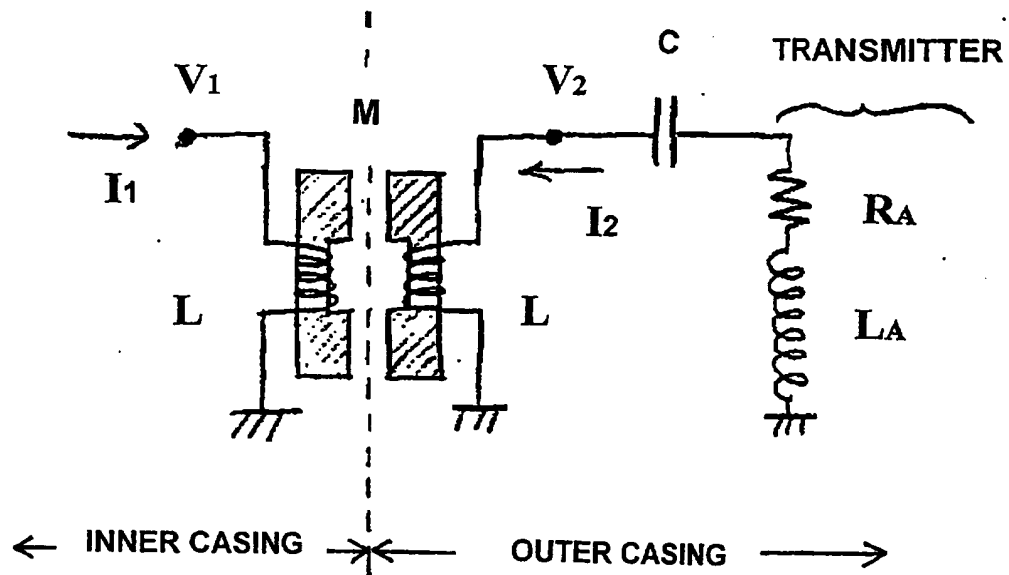 C
TRANSMITTER
V1
M
V2
I1
I2
RA
L
L
LA
INNER CASING
OUTER CASING